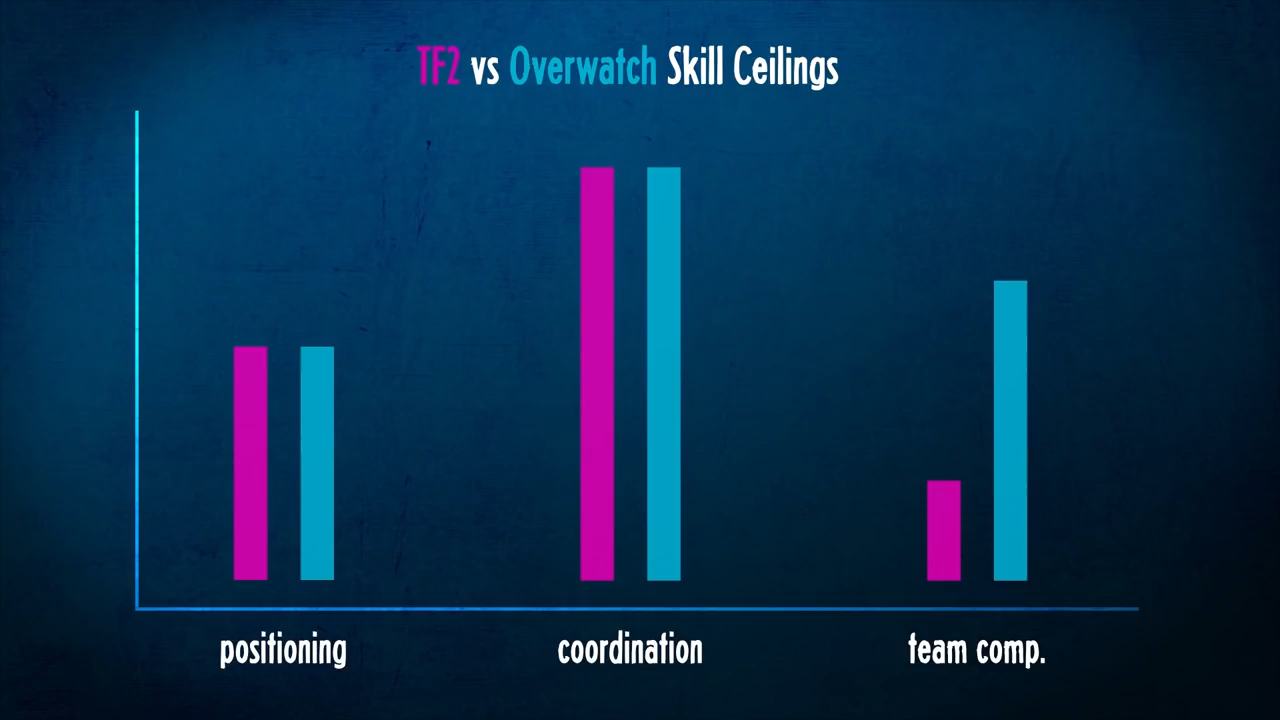 TF2 vs Overwatch Skill Ceilings
positioning
coordination
team comp.